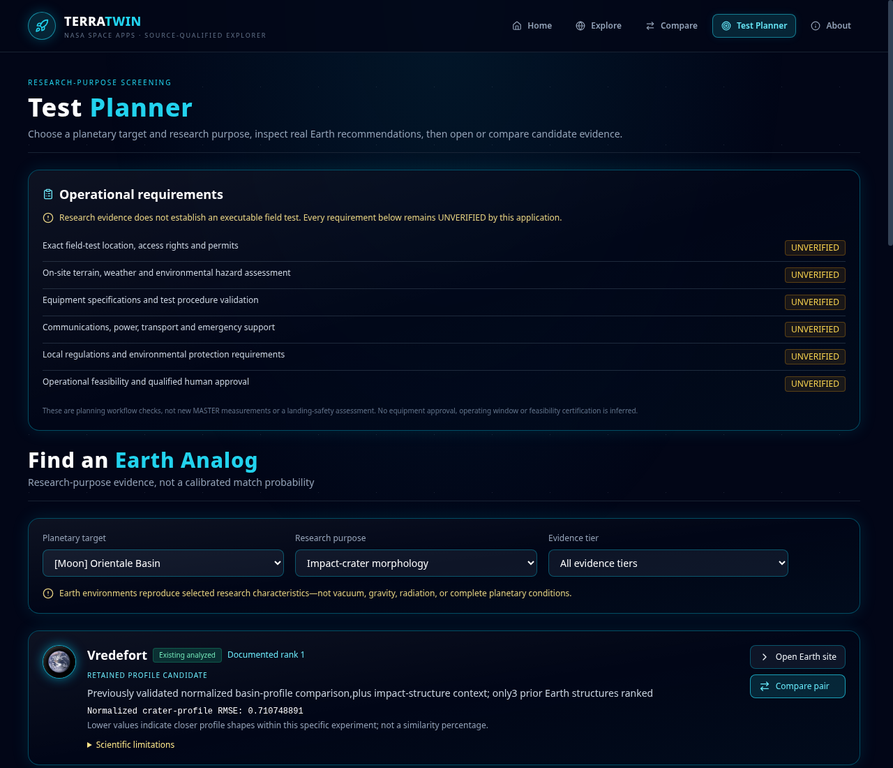 TERRATWIN
NASA SPACE APPS · SOURCE-QUALIFIED EXPLORER
Home
Explore
Compare
Test Planner
About
RESEARCH-PURPOSE SCREENING
Test Planner
Choose a planetary target and research purpose, inspect real Earth recommendations, then open or compare candidate evidence.
Operational requirements
Research evidence does not establish an executable field test. Every requirement below remains UNVERIFIED by this application.
Exact field-test location, access rights and permits
UNVERIFIED
On-site terrain, weather and environmental hazard assessment
UNVERIFIED
Equipment specifications and test procedure validation
UNVERIFIED
Communications, power, transport and emergency support
UNVERIFIED
Local regulations and environmental protection requirements
UNVERIFIED
Operational feasibility and qualified human approval
UNVERIFIED
These are planning workflow checks, not new MASTER measurements or a landing-safety assessment. No equipment approval, operating window or feasibility certification is inferred.
Find an Earth Analog
Research-purpose evidence, not a calibrated match probability
Planetary target
Research purpose
Evidence tier
[Moon] Orientale Basin
Impact-crater morphology
All evidence tiers
Earth environments reproduce selected research characteristics—not vacuum, gravity, radiation, or complete planetary conditions.
Vredefort
Existing analyzed
Documented rank 1
Open Earth site
RETAINED PROFILE CANDIDATE
Compare pair
Previously validated normalized basin-profile comparison,plus impact-structure context; only3 prior Earth structures ranked
Normalized crater-profile RMSE: 0.710748891
Lower values indicate closer profile shapes within this specific experiment; not a similarity percentage.
Scientific limitations